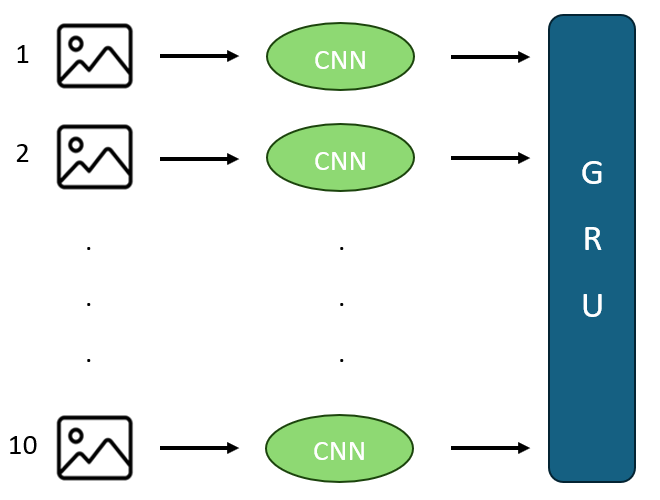 1
CNN
2
CNN
. .
. .
. .
10
CNN
G
R
U